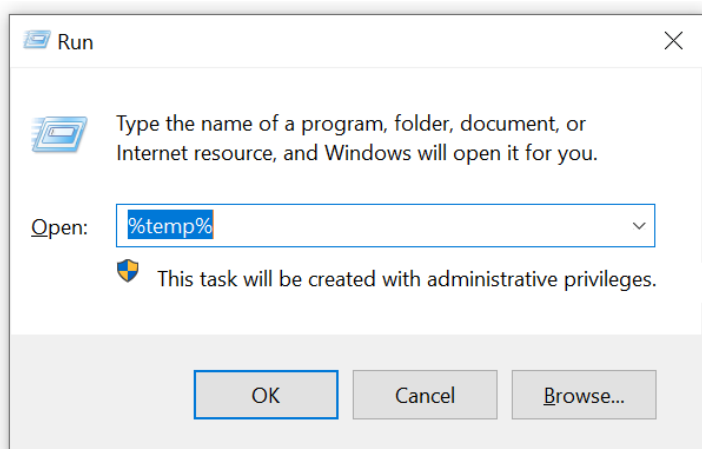 Run
Type the name of a program, folder, document, or
Internet resource, and Windows will open it for you.
Open: %temp%
This task will be created with administrative privileges.
OK Cancel Browse...